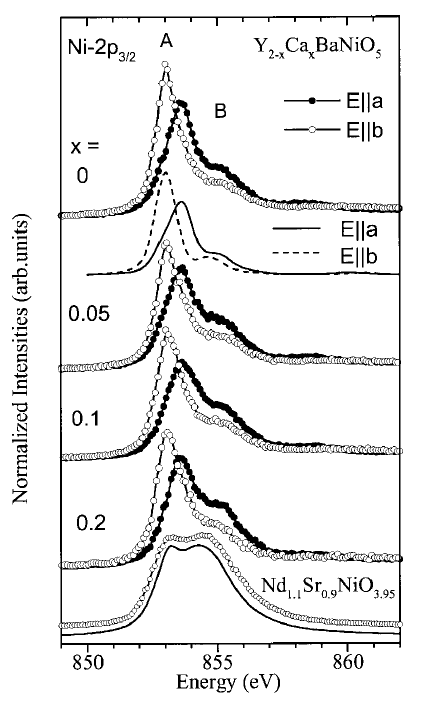 Ni-2p3/2
A
Y2-xCaxBaNiO5
B
E||a
E||b
x =
0
E||a
E||b
0.05
0.1
0.2
Nd1.1Sr0.9NiO3.95
Normalized Intensities (arb.units)
850
855
860
Energy (eV)